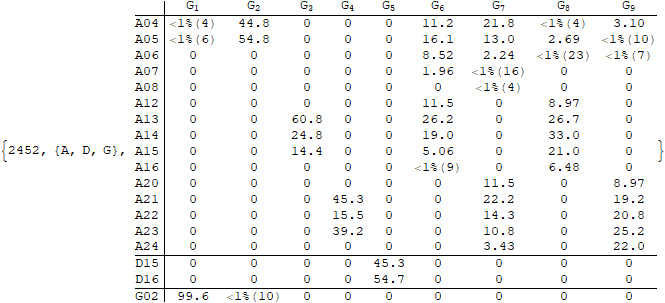 G1 G2 G3 G4 G5 G6 G7 G8 G9
A04 <1%(4) 44.8 0 0 0 11.2 21.8 <1%(4) 3.10
A05 <1%(6) 54.8 0 0 0 16.1 13.0 2.69 <1%(10)
A06 0 0 0 0 0 8.52 2.24 <1%(23) <1%(7)
A07 0 0 0 0 0 1.96 <1%(16) 0 0
A08 0 0 0 0 0 0 <1%(4) 0 0
A12 0 0 0 0 0 11.5 0 8.97 0
A13 0 0 60.8 0 0 26.2 0 26.7 0
A14 0 0 24.8 0 0 19.0 0 33.0 0
{2452, {A, D, G}, A15 0 0 14.4 0 0 5.06 0 21.0 0 }
A16 0 0 0 0 0 <1%(9) 0 6.48 0
A20 0 0 0 0 0 0 11.5 0 8.97
A21 0 0 0 45.3 0 0 22.2 0 19.2
A22 0 0 0 15.5 0 0 14.3 0 20.8
A23 0 0 0 39.2 0 0 10.8 0 25.2
A24 0 0 0 0 0 0 3.43 0 22.0
D15 0 0 0 0 45.3 0 0 0 0
D16 0 0 0 0 54.7 0 0 0 0
G02 99.6 <1%(10) 0 0 0 0 0 0 0